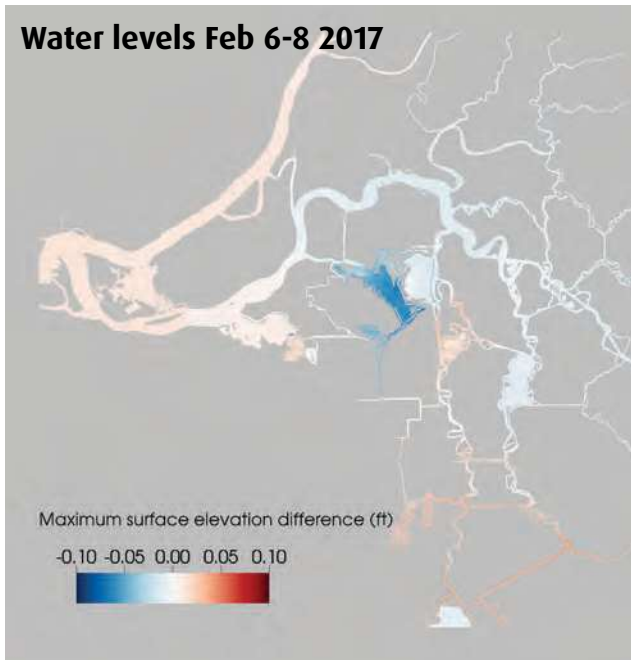 Water levels Feb 6-8 2017
Maximum surface elevation difference (ft)
-0.10 -0.05 0.00 0.05 0.10